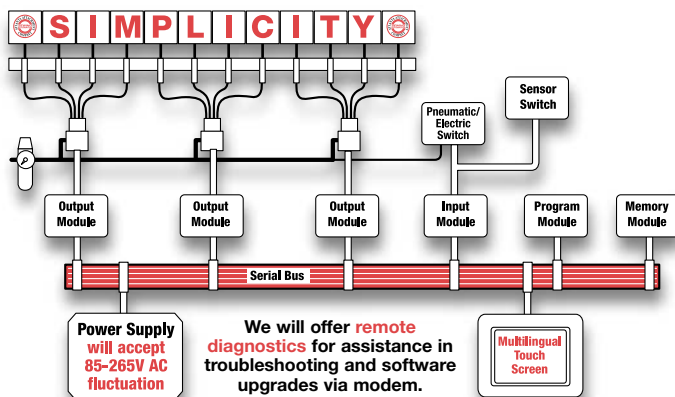 SIMPLICITY
Sensor
Switch
Pneumatic/
Electric
Switch
Output
Module
Output
Module
Output
Module
Input
Module
Program
Module
Memory
Module
Serial Bus
Power Supply
will accept
85–265V AC
fluctuation
We will offer remote
diagnostics for assistance in
troubleshooting and software
upgrades via modem.
Multilingual
Touch
Screen